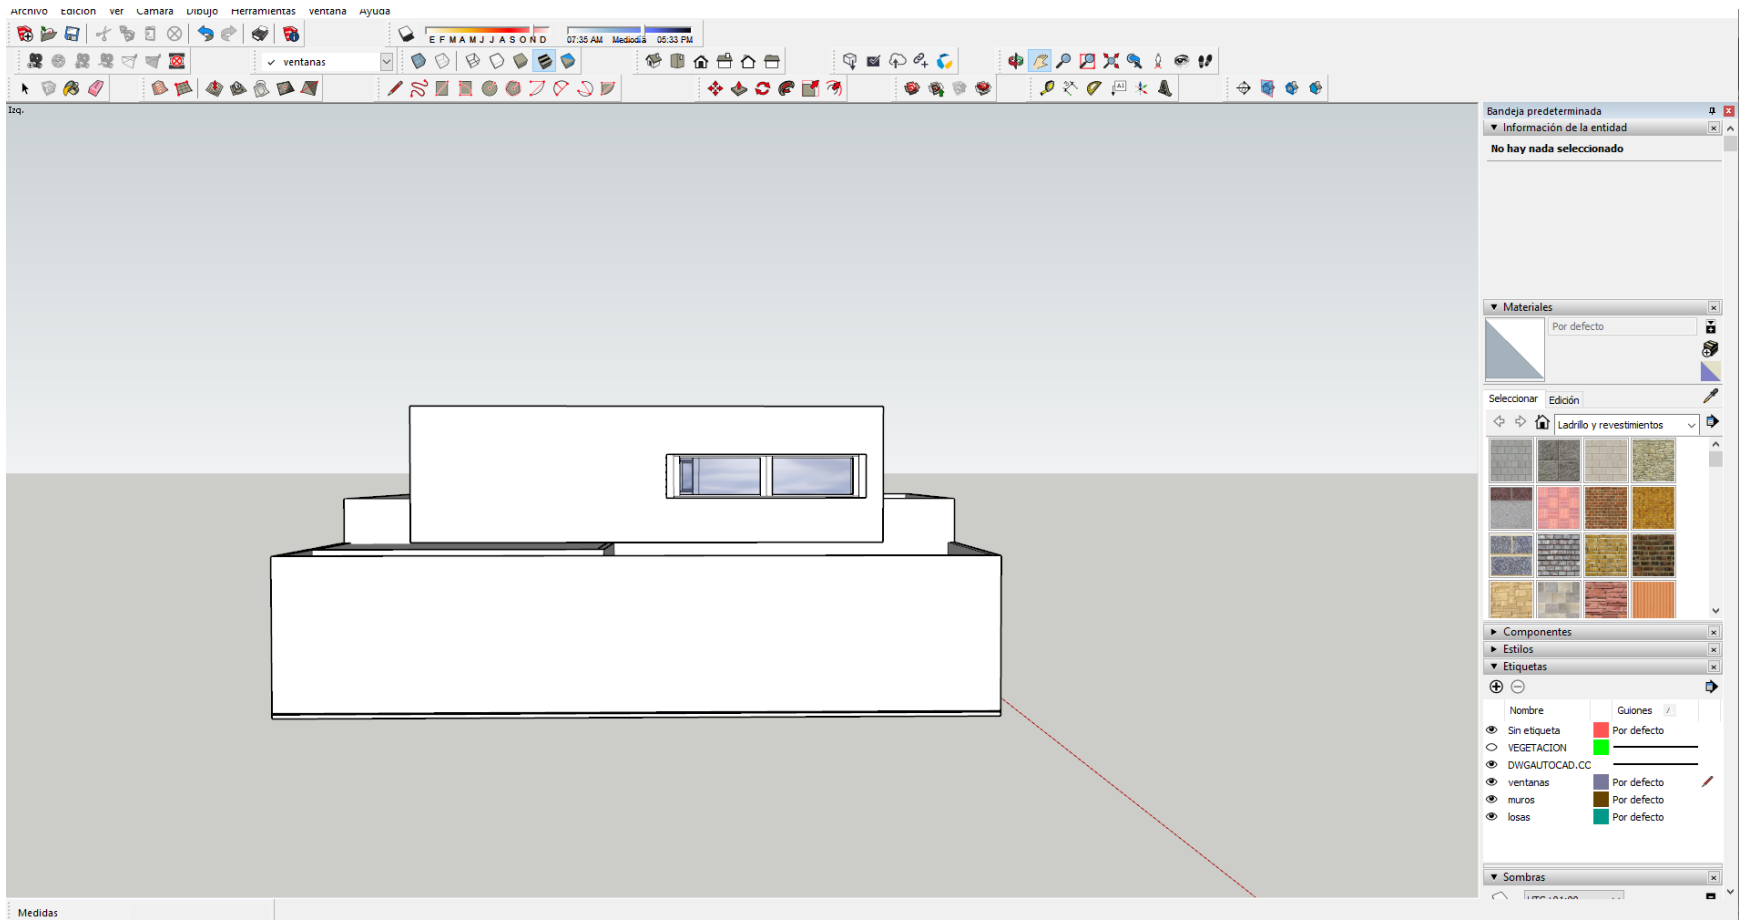 Archivo Edición Ver Cámara Dibujo Herramientas Ventana Ayuda
E F M A M J J A S O N D 07:35 AM Mediodía 05:33 PM
ventanas
Izq.
Bandeja predeterminada
Información de la entidad
No hay nada seleccionado
Materiales
Por defecto
Seleccionar Edición
Ladrillo y revestimientos
Componentes
Estilos
Etiquetas
Nombre Guiones
Sin etiqueta Por defecto
VEGETACION
DWGAUTOCAD.CC
ventanas Por defecto
muros Por defecto
losas Por defecto
Sombras
Medidas